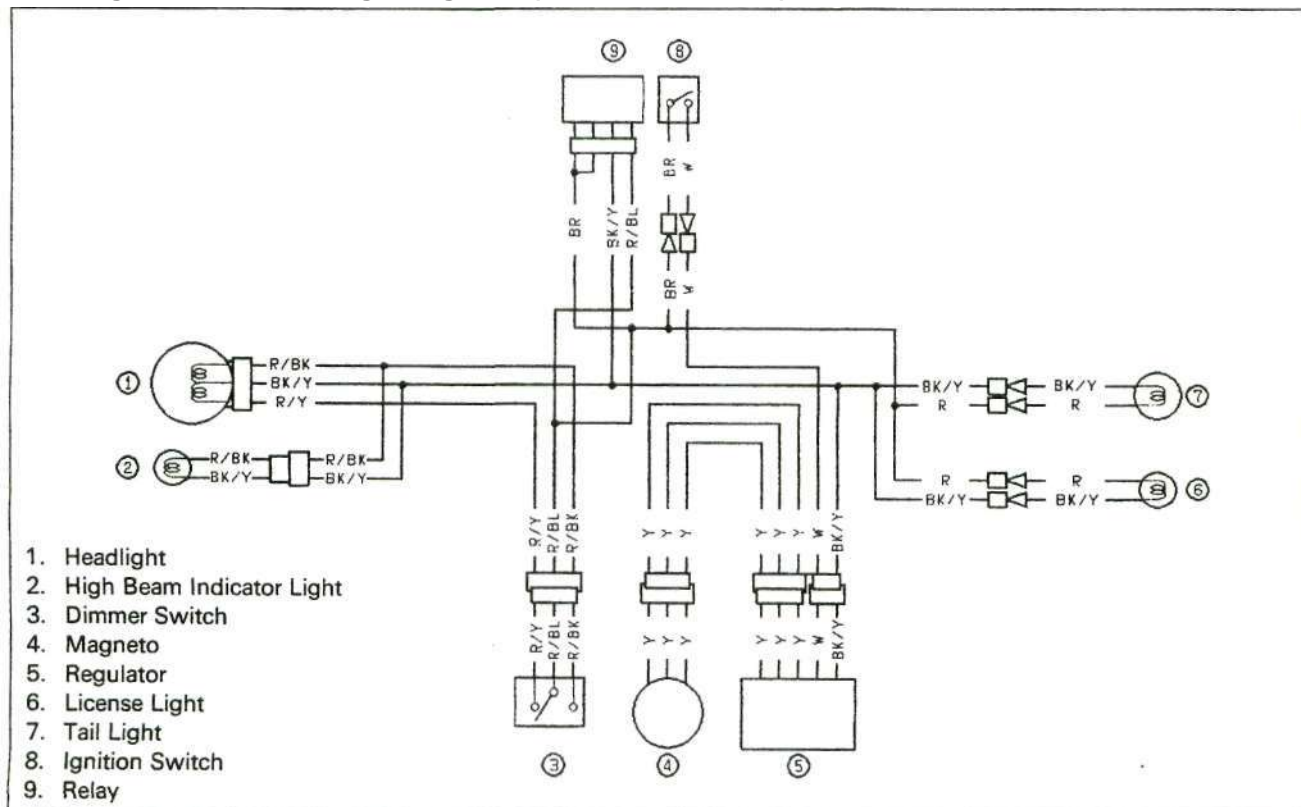 ⑨ ⑧
BR W
BR BK/Y R/BL
BR W
① R/BK
BK/Y
R/Y
② R/BK R/BK
BK/Y BK/Y
BK/Y BK/Y ⑦
R R
R R ⑥
BK/Y BK/Y
R/Y R/BL R/BK Y Y Y Y Y Y W BK/Y
R/Y R/BL R/BK Y Y Y Y Y Y W BK/Y
③ ④ ⑤
1. Headlight
2. High Beam Indicator Light
3. Dimmer Switch
4. Magneto
5. Regulator
6. License Light
7. Tail Light
8. Ignition Switch
9. Relay